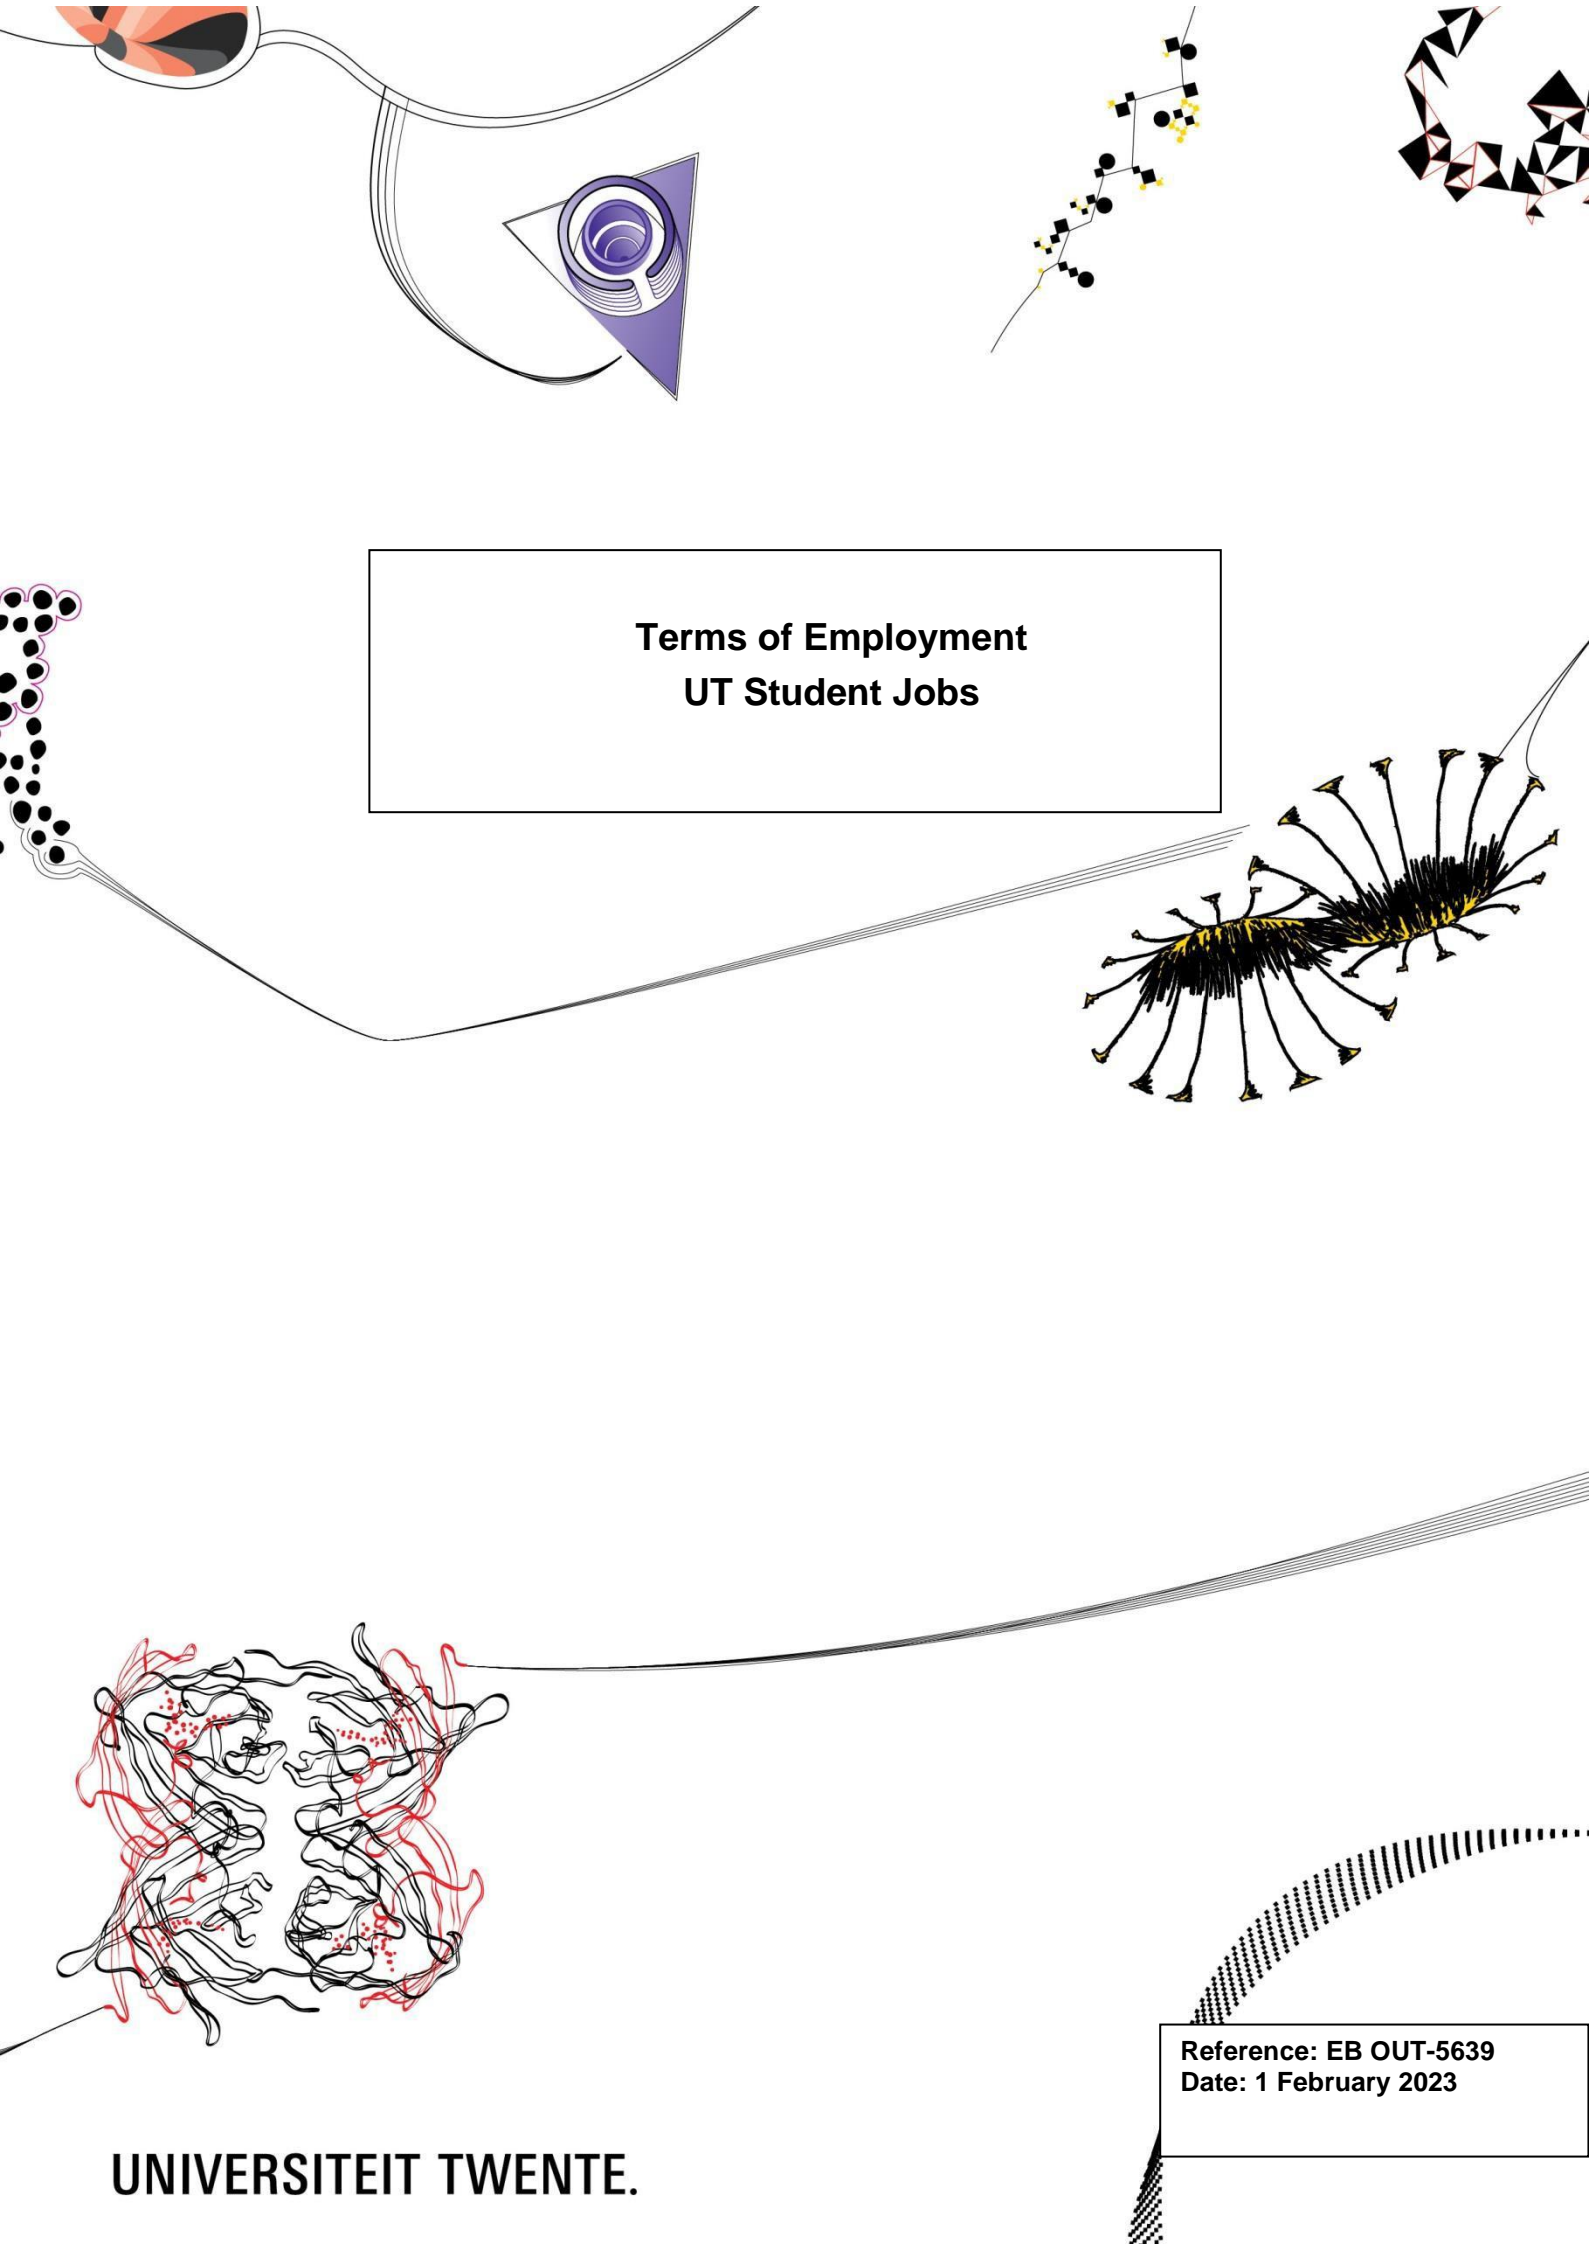 Terms of Employment
UT Student Jobs
Reference: EB OUT-5639
Date: 1 February 2023
UNIVERSITEIT TWENTE.